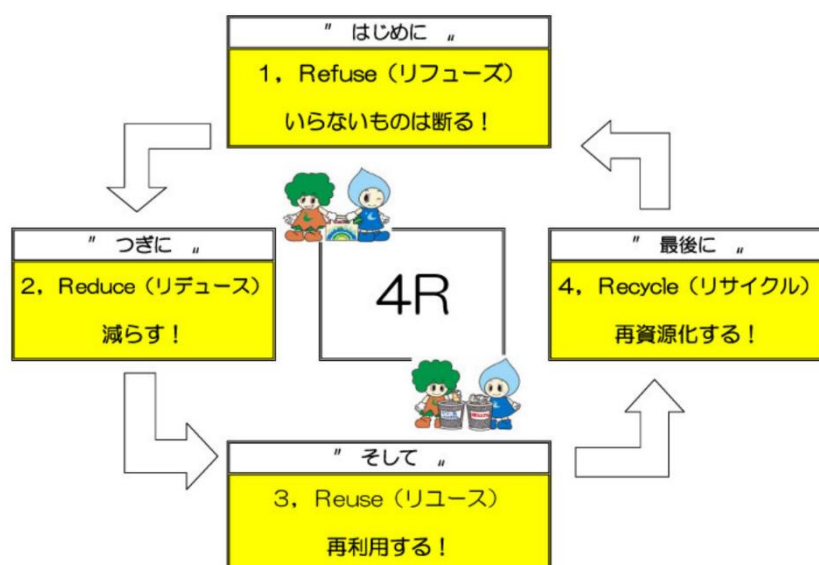 〃 はじめに 〃
1，Refuse（リフューズ）
いらないものは断る！
〃 つぎに 〃
2，Reduce（リデュース）
減らす！
4R
〃 そして 〃
3，Reuse（リユース）
再利用する！
〃 最後に 〃
4，Recycle（リサイクル）
再資源化する！